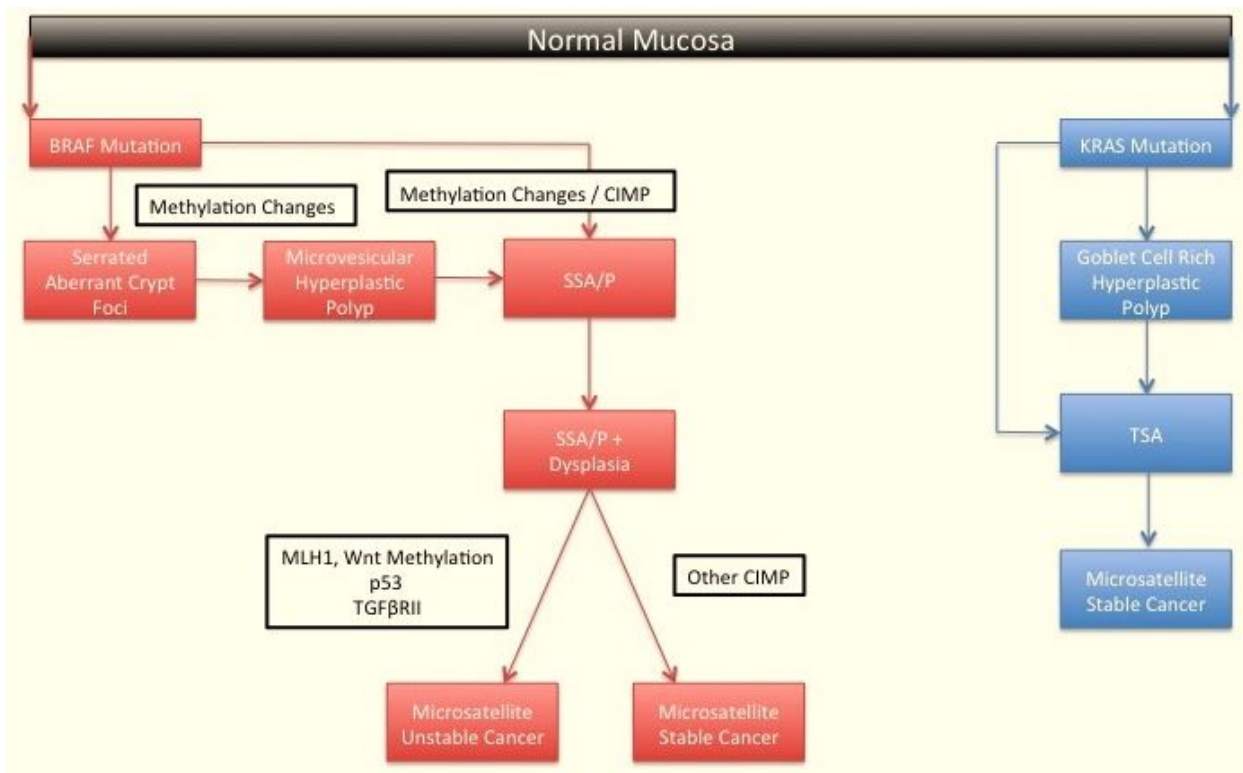 Normal Mucosa
BRAF Mutation
KRAS Mutation
Methylation Changes
Methylation Changes / CIMP
Serrated
Aberrant Crypt
Foci
Microvesicular
Hyperplastic
Polyp
SSA/P
Goblet Cell Rich
Hyperplastic
Polyp
SSA/P +
Dysplasia
TSA
MLH1, Wnt Methylation
p53
TGFβRII
Other CIMP
Microsatellite
Stable Cancer
Microsatellite
Unstable Cancer
Microsatellite
Stable Cancer